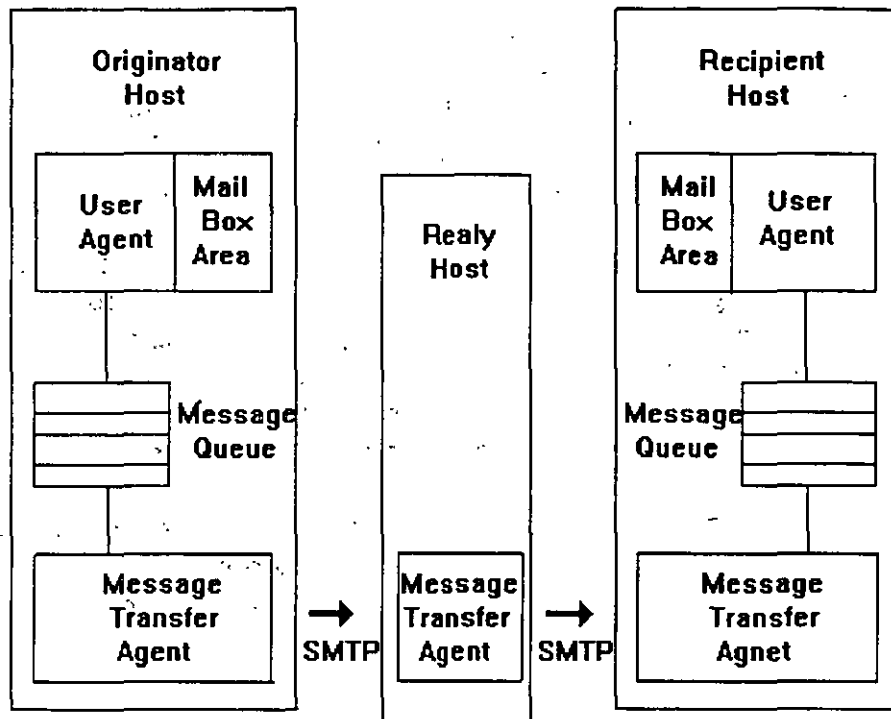 Originator
Host
User
Agent
Mail
Box
Area
Message
Queue
Message
Transfer
Agent
SMTP
Realy
Host
Message
Transfer
Agent
SMTP
Recipient
Host
Mail
Box
Area
User
Agent
Message
Queue
Message
Transfer
Agnet